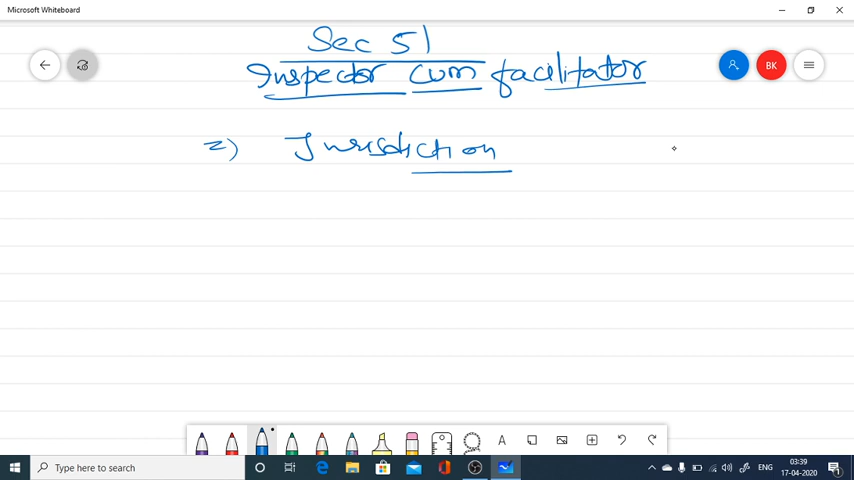 Microsoft Whiteboard
Sec 51
Inspector cum facilitator
BK
2) Jurisdiction
A
Type here to search
ENG
03:39
17-04-2020